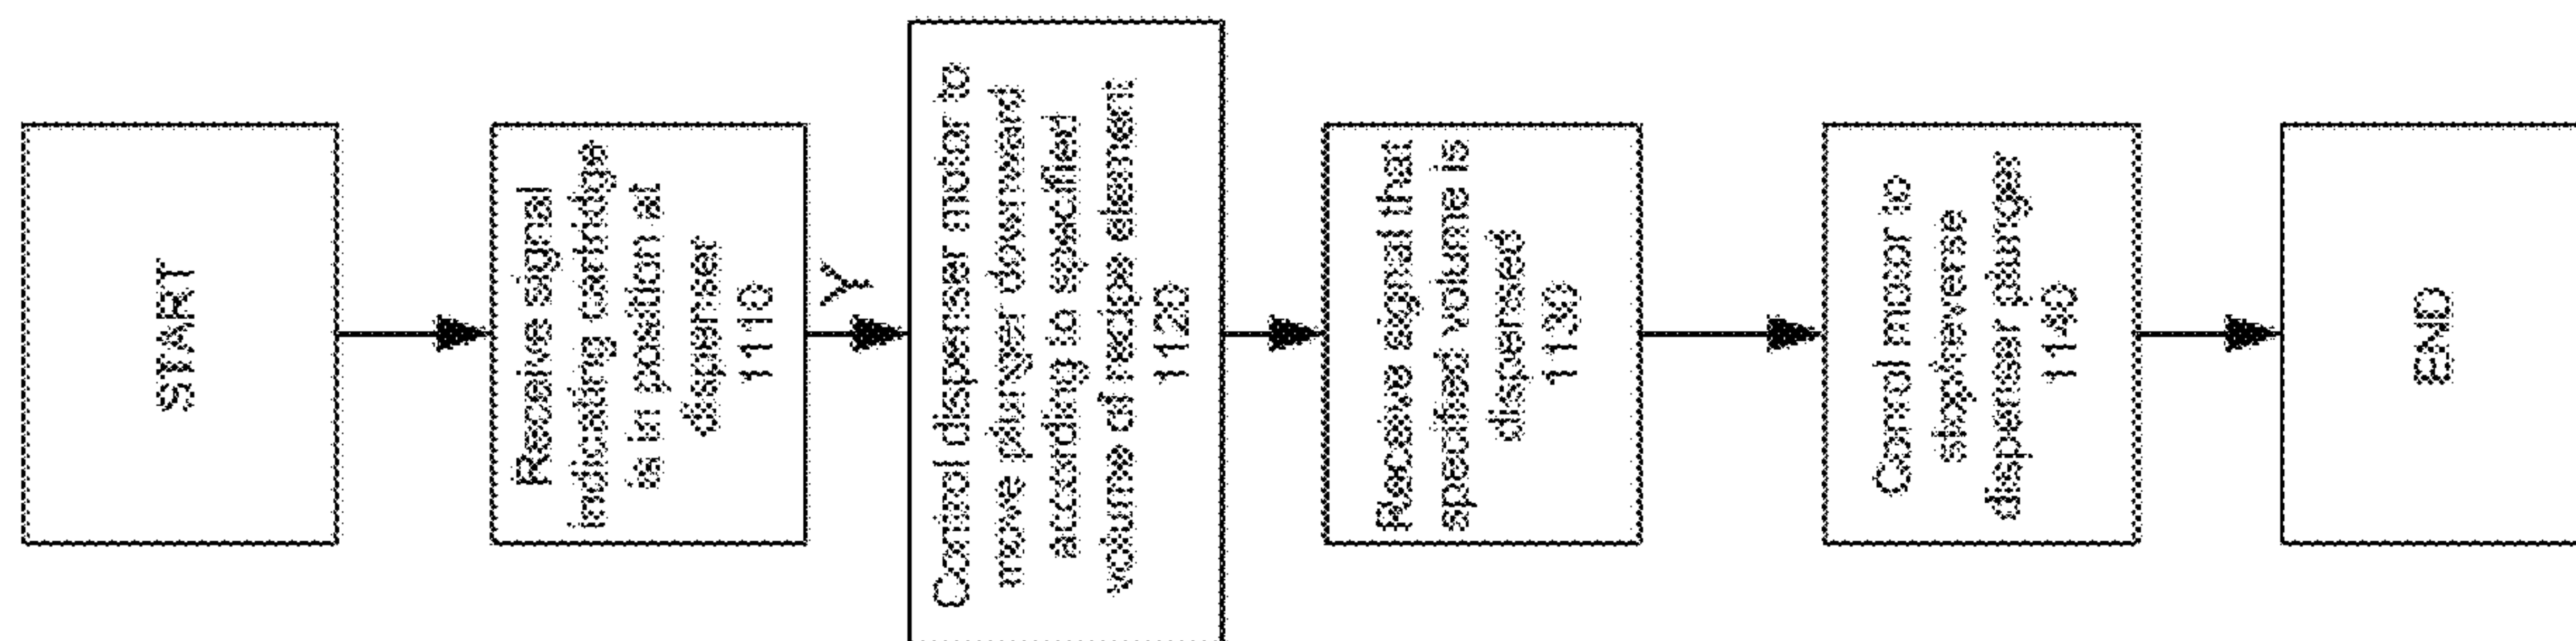 START
Receive signal
indicating cartridge
is in position at
dispenser
1110
Y
Control dispenser motor to
move plunger downward
according to specified
volume of recipe element
1120
Receive signal that
specified volume is
dispensed
1130
Control motor to
stop/reverse
dispenser plunger
1140
END